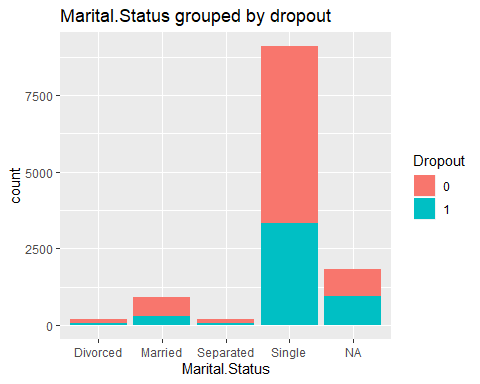 Marital.Status grouped by dropout
7500
5000
2500
0
count
Divorced Married Separated Single NA
Marital.Status
Dropout
0
1